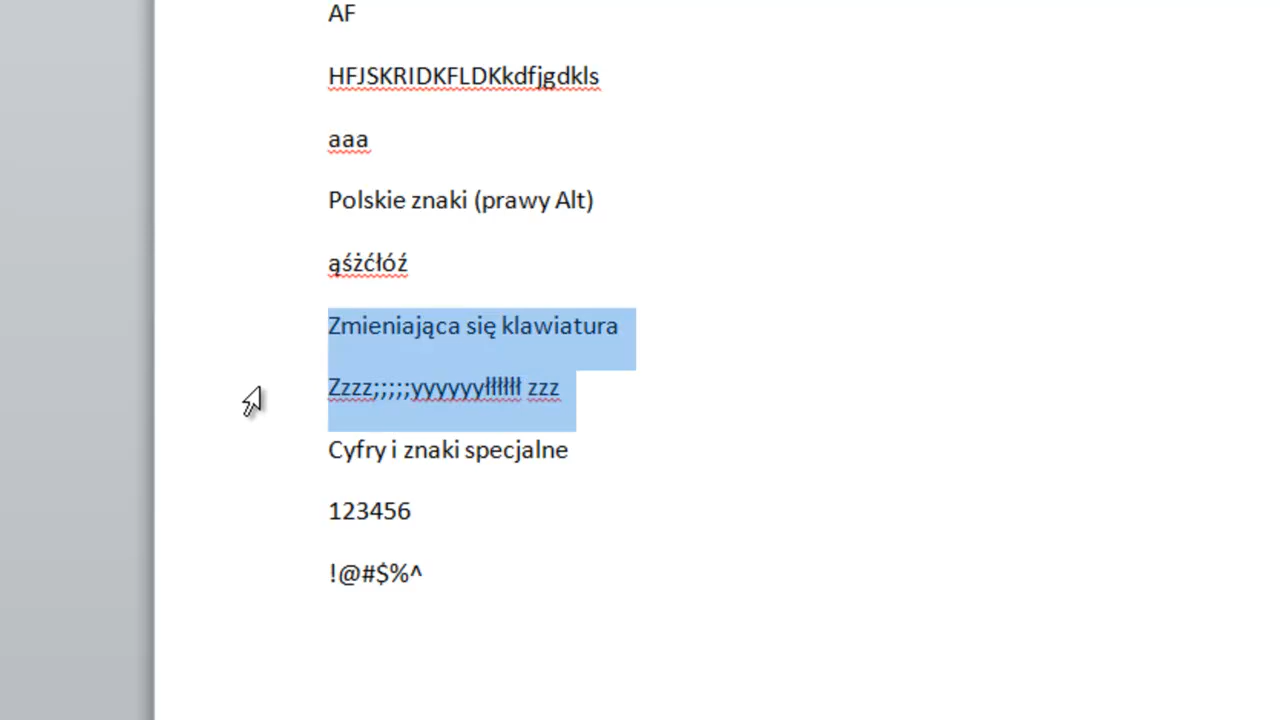 AF
HFJSKRIDKFLDKkdfjgdkls
aaa
Polskie znaki (prawy Alt)
ąśżćłóź
Zmieniająca się klawiatura
Zzzz;;;;;yyyyyyłłłłłł zzz
Cyfry i znaki specjalne
123456
!@#$%^